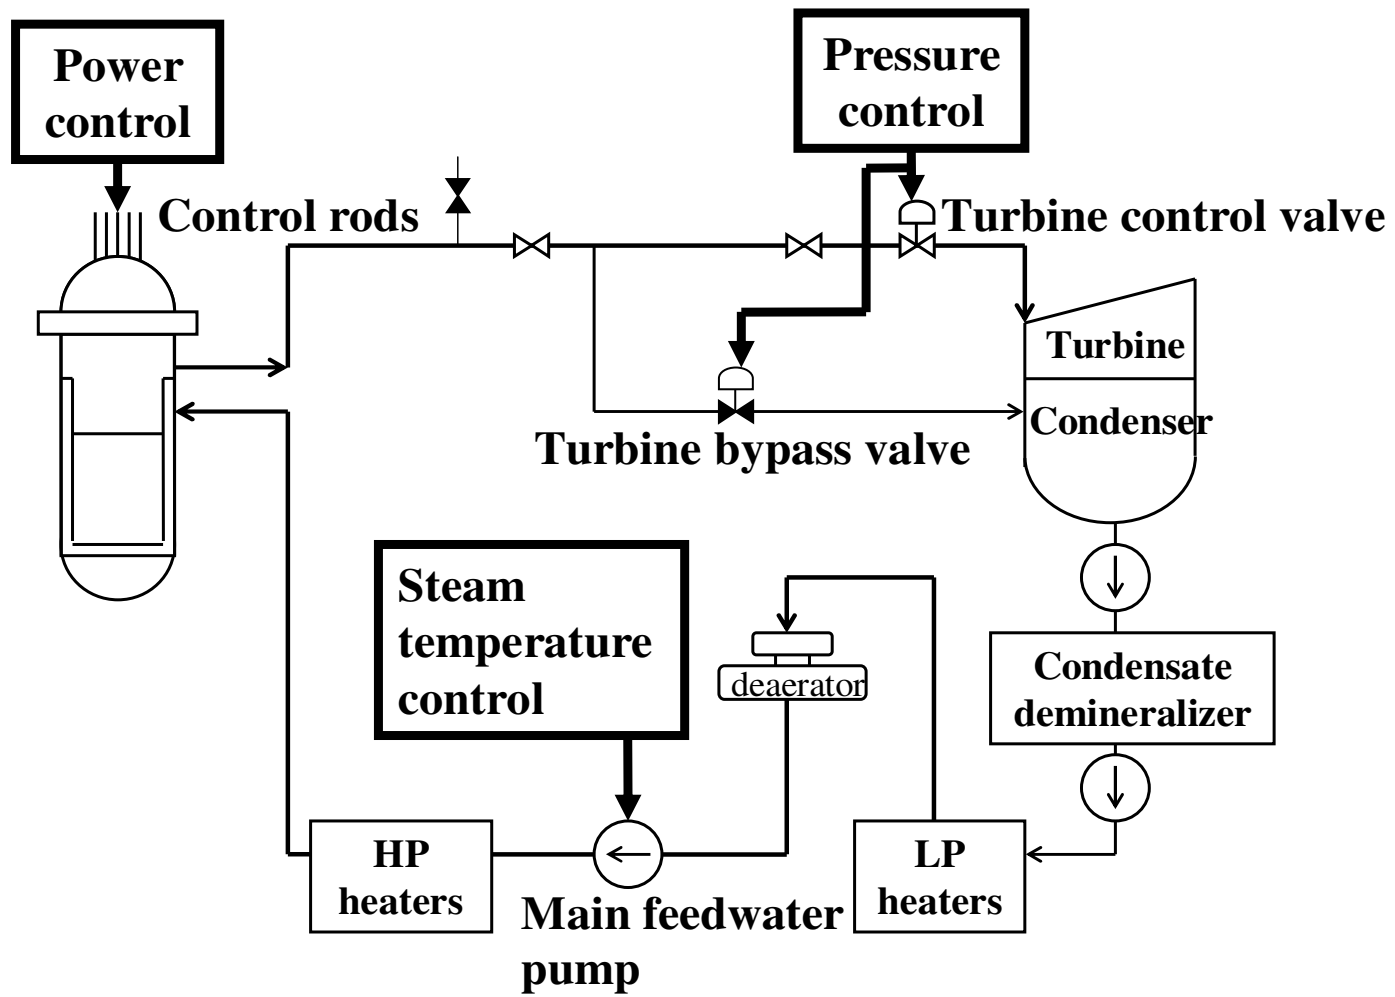 Power
control
Pressure
control
Control rods
Turbine control valve
Turbine
Condenser
Turbine bypass valve
Steam
temperature
control
deaerator
Condensate
demineralizer
HP
heaters
LP
heaters
Main feedwater
pump